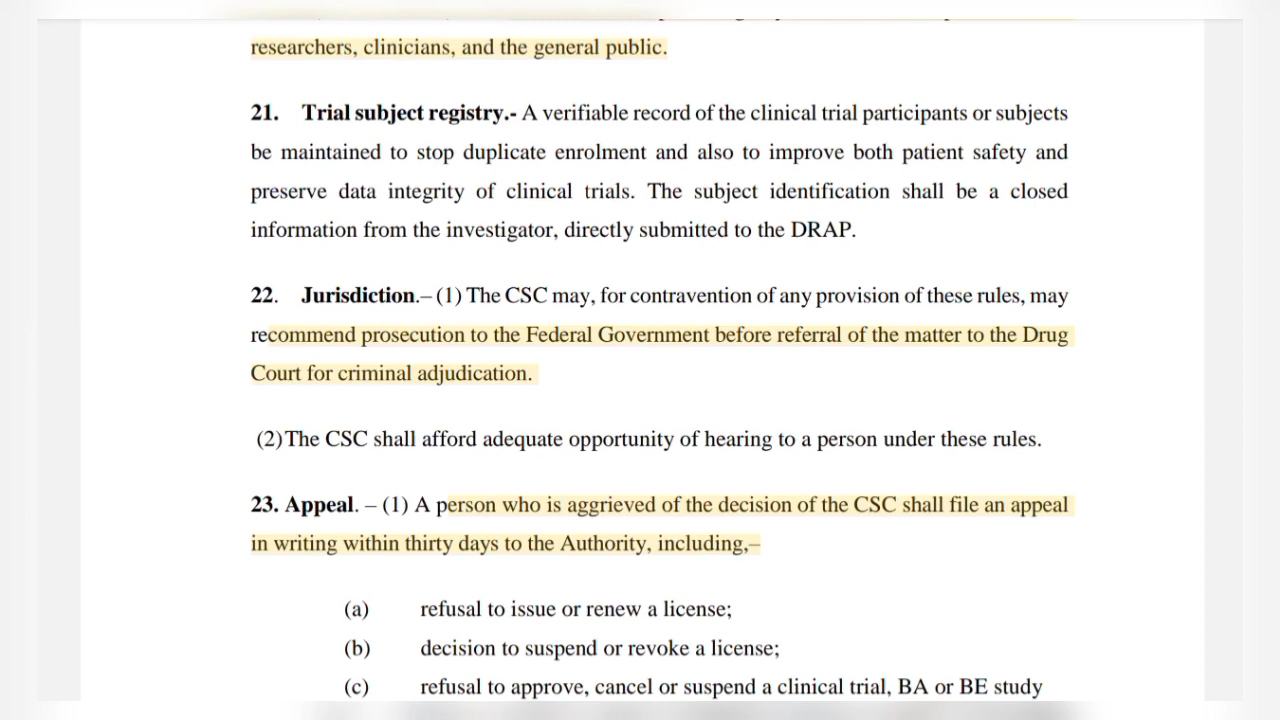 researchers, clinicians, and the general public.
21. Trial subject registry.- A verifiable record of the clinical trial participants or subjects
be maintained to stop duplicate enrolment and also to improve both patient safety and
preserve data integrity of clinical trials. The subject identification shall be a closed
information from the investigator, directly submitted to the DRAP.
22. Jurisdiction.– (1) The CSC may, for contravention of any provision of these rules, may
recommend prosecution to the Federal Government before referral of the matter to the Drug
Court for criminal adjudication.
(2)The CSC shall afford adequate opportunity of hearing to a person under these rules.
23. Appeal. – (1) A person who is aggrieved of the decision of the CSC shall file an appeal
in writing within thirty days to the Authority, including,–
(a) refusal to issue or renew a license;
(b) decision to suspend or revoke a license;
(c) refusal to approve, cancel or suspend a clinical trial, BA or BE study